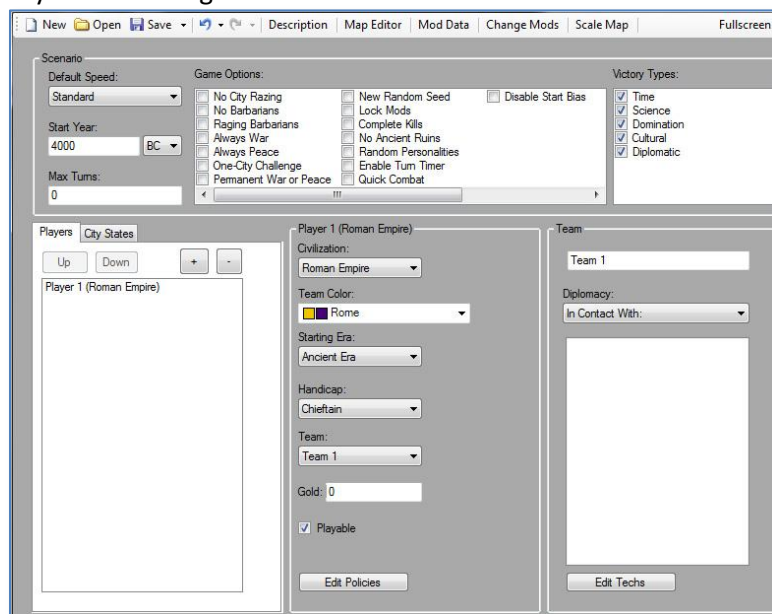 New Open Save Description Map Editor Mod Data Change Mods Scale Map Fullscreen
Scenario
Default Speed:
Standard
Start Year:
4000 BC
Max Turns:
0
Game Options:
No City Razing
No Barbarians
Raging Barbarians
Always War
Always Peace
One-City Challenge
Permanent War or Peace
New Random Seed
Lock Mods
Complete Kills
No Ancient Ruins
Random Personalities
Enable Turn Timer
Quick Combat
Disable Start Bias
Victory Types:
Time
Science
Domination
Cultural
Diplomatic
Players City States
Up Down + -
Player 1 (Roman Empire)
Player 1 (Roman Empire)
Civilization:
Roman Empire
Team Color:
Rome
Starting Era:
Ancient Era
Handicap:
Chieftain
Team:
Team 1
Gold: 0
Playable
Edit Policies
Team
Team 1
Diplomacy:
In Contact With:
Edit Techs